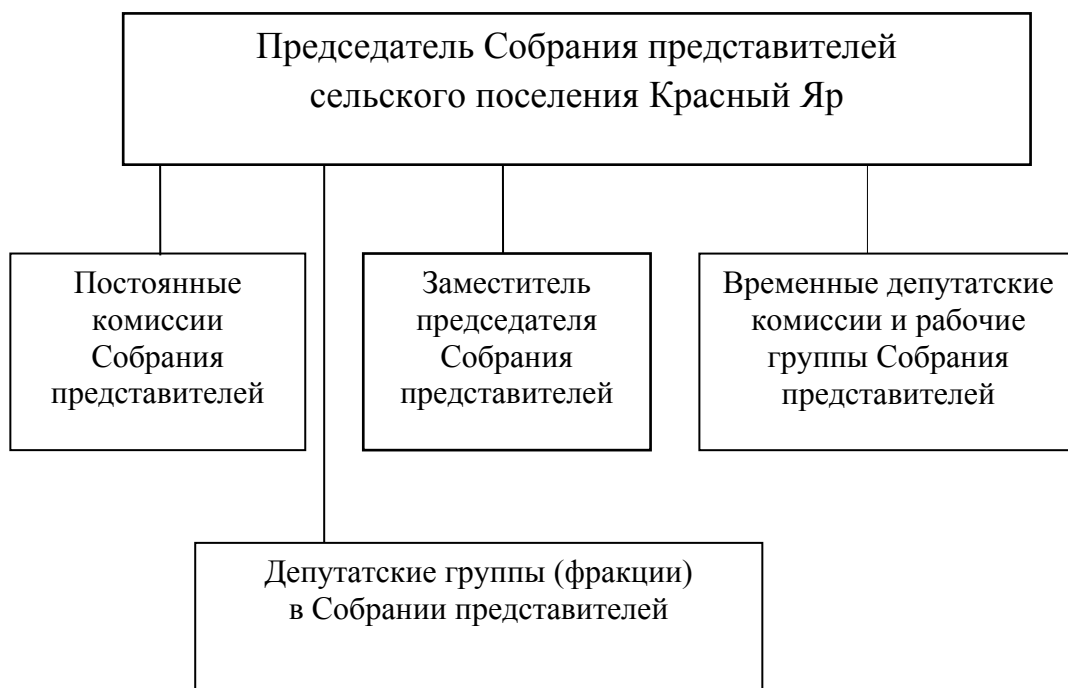 Председатель Собрания представителей
сельского поселения Красный Яр
Постоянные
комиссии
Собрания
представителей
Заместитель
председателя
Собрания
представителей
Временные депутатские
комиссии и рабочие
группы Собрания
представителей
Депутатские группы (фракции)
в Собрании представителей